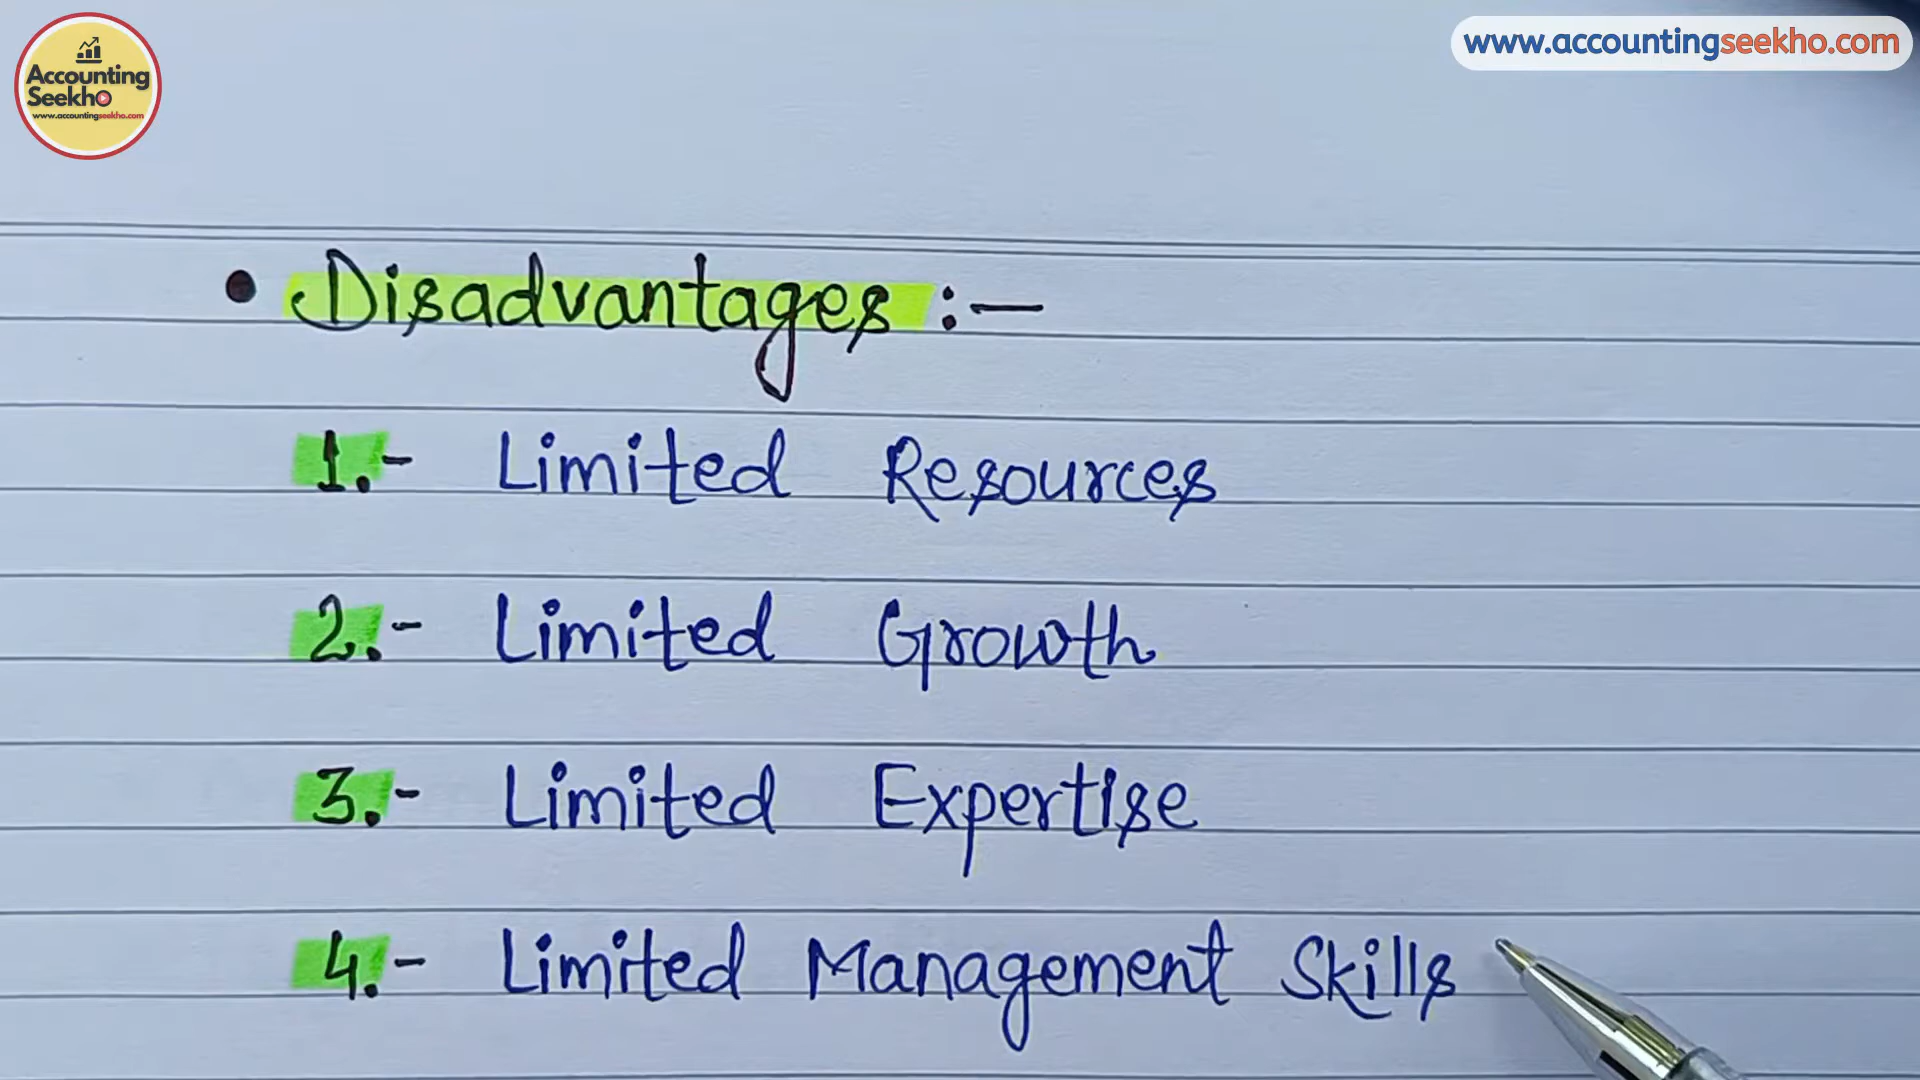 Accounting
Seekho
www.accountingseekho.com
www.accountingseekho.com
• Disadvantages :-
1.- Limited Resources
2.- Limited Growth
3.- Limited Expertise
4.- Limited Management Skills